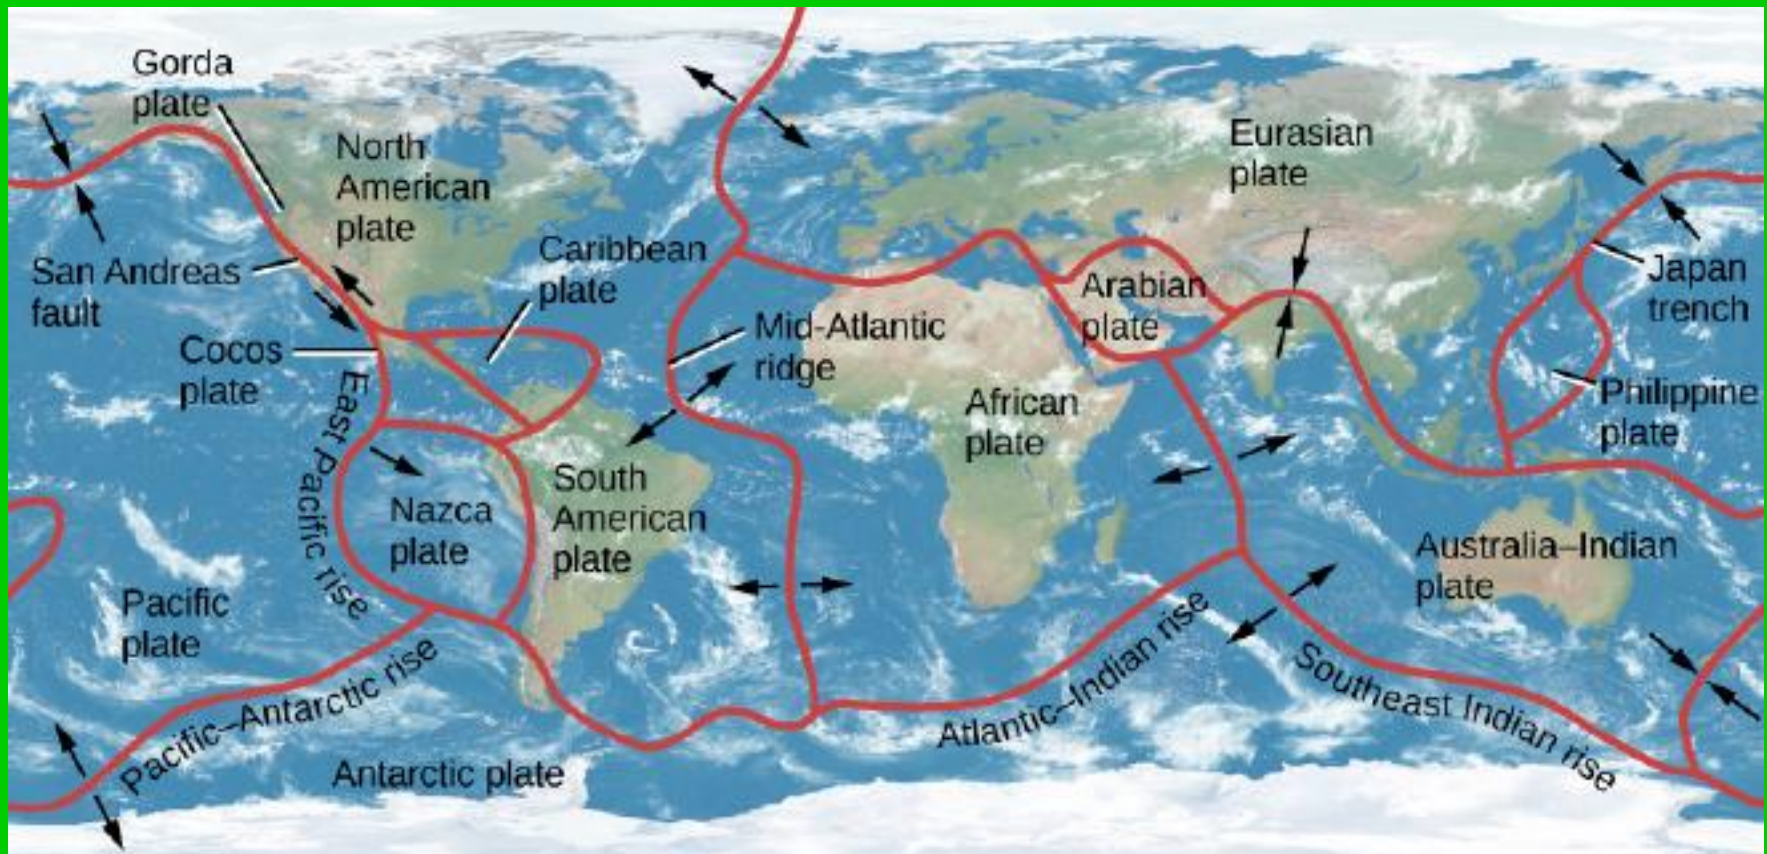 Gorda
plate
North
American
plate
Eurasian
plate
San Andreas
fault
Caribbean
plate
Arabian
plate
Japan
trench
Cocos
plate
Mid-Atlantic
ridge
East Pacific rise
African
plate
Philippine
plate
Nazca
plate
South
American
plate
Australia–Indian
plate
Pacific
plate
Pacific–Antarctic rise
Atlantic–Indian rise
Southeast Indian rise
Antarctic plate